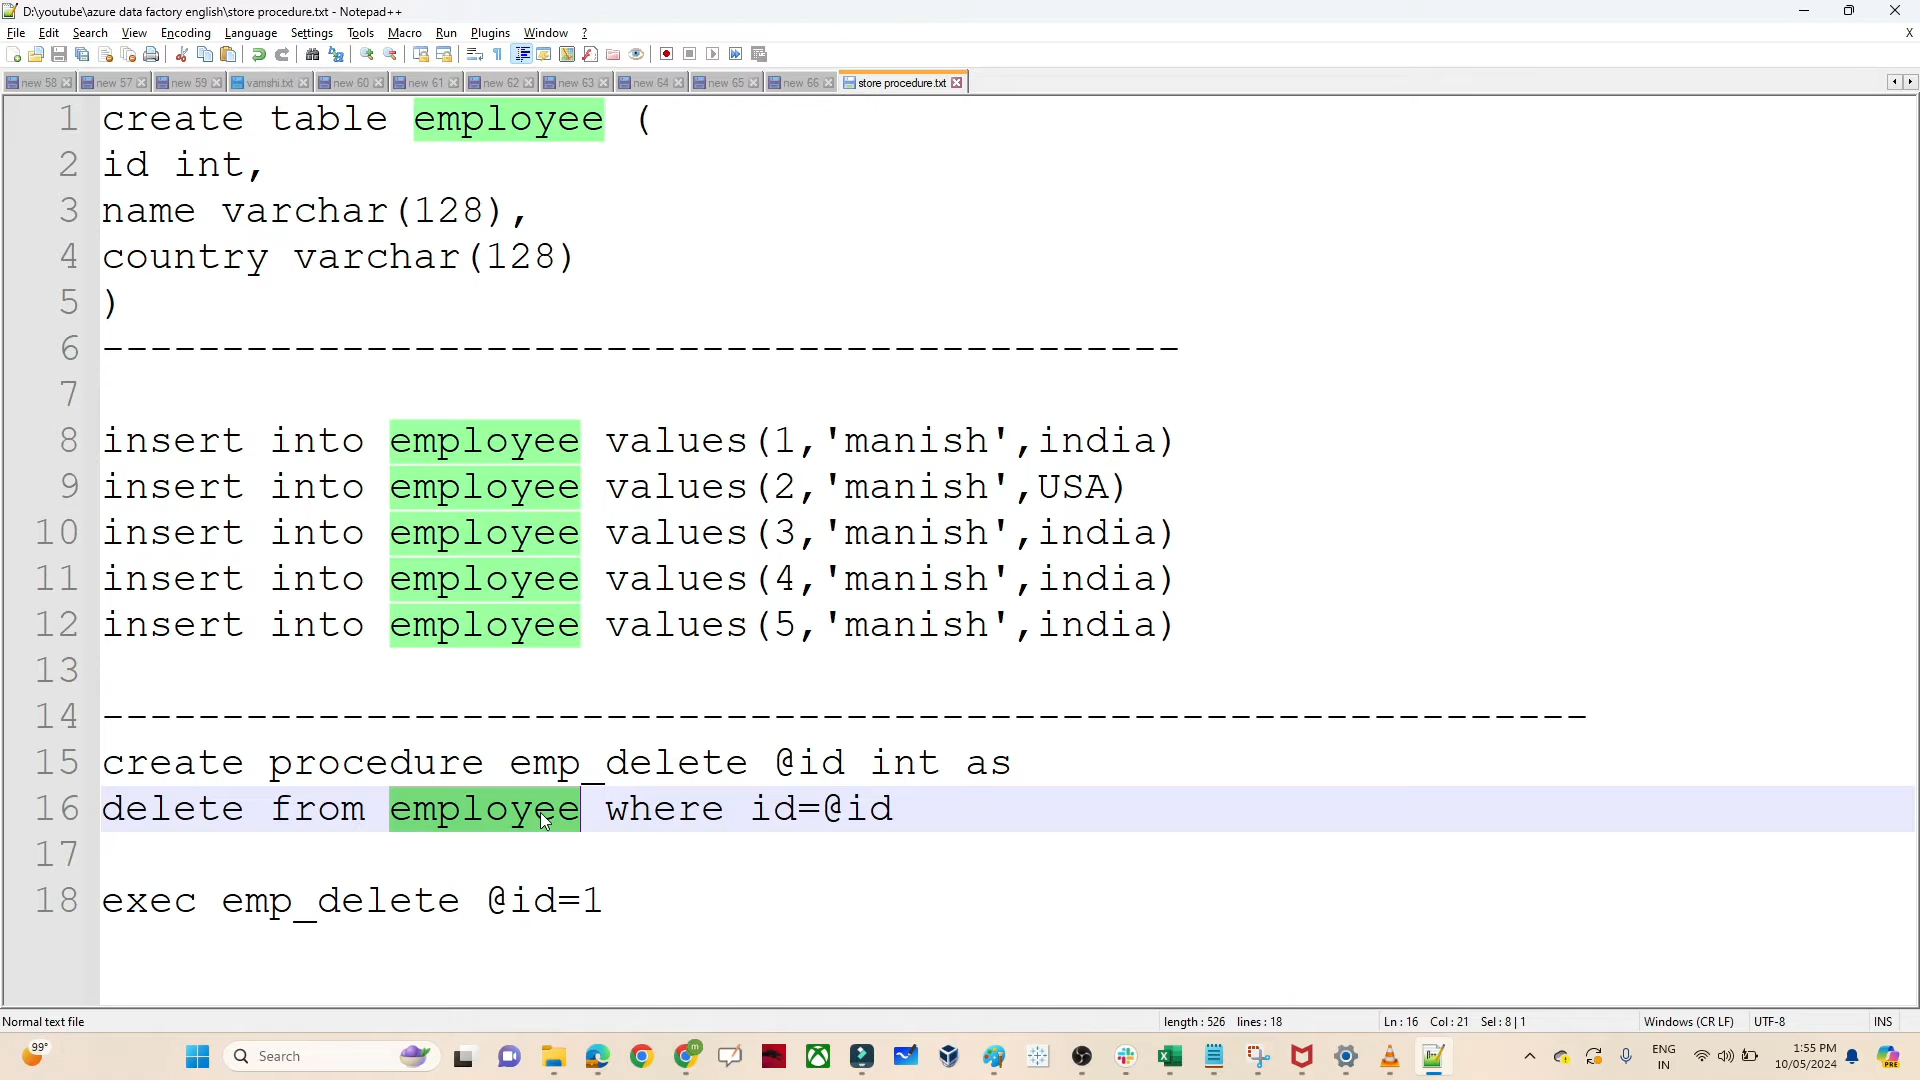 D:\youtube\azure data factory english\store procedure.txt - Notepad++
File Edit Search View Encoding Language Settings Tools Macro Run Plugins Window ? X
new 58 new 57 new 59 vamshi.txt new 60 new 61 new 62 new 63 new 64 new 65 new 66 store procedure.txt
1 create table employee (
2 id int,
3 name varchar(128),
4 country varchar(128)
5 )
6 ---------------------------------------------
7
8 insert into employee values(1,'manish',india)
9 insert into employee values(2,'manish',USA)
10 insert into employee values(3,'manish',india)
11 insert into employee values(4,'manish',india)
12 insert into employee values(5,'manish',india)
13
14 --------------------------------------------------------------
15 create procedure emp_delete @id int as
16 delete from employee where id=@id
17
18 exec emp_delete @id=1
Normal text file length : 526 lines : 18 Ln : 16 Col : 21 Sel : 8 | 1 Windows (CR LF) UTF-8 INS
99° Search ENG 1:55 PM
IN 10/05/2024